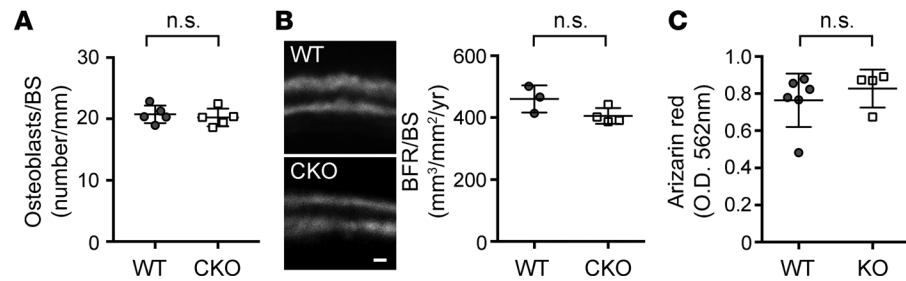 A
n.s.
Osteoblasts/BS
(number/mm)
30
20
10
0
WT
CKO
B
WT
CKO
n.s.
BFR/BS
(mm³/mm²/yr)
600
400
200
0
WT
CKO
C
n.s.
Arizarin red
(O.D. 562nm)
1.0
0.8
0.6
0.4
0.2
0
WT
KO